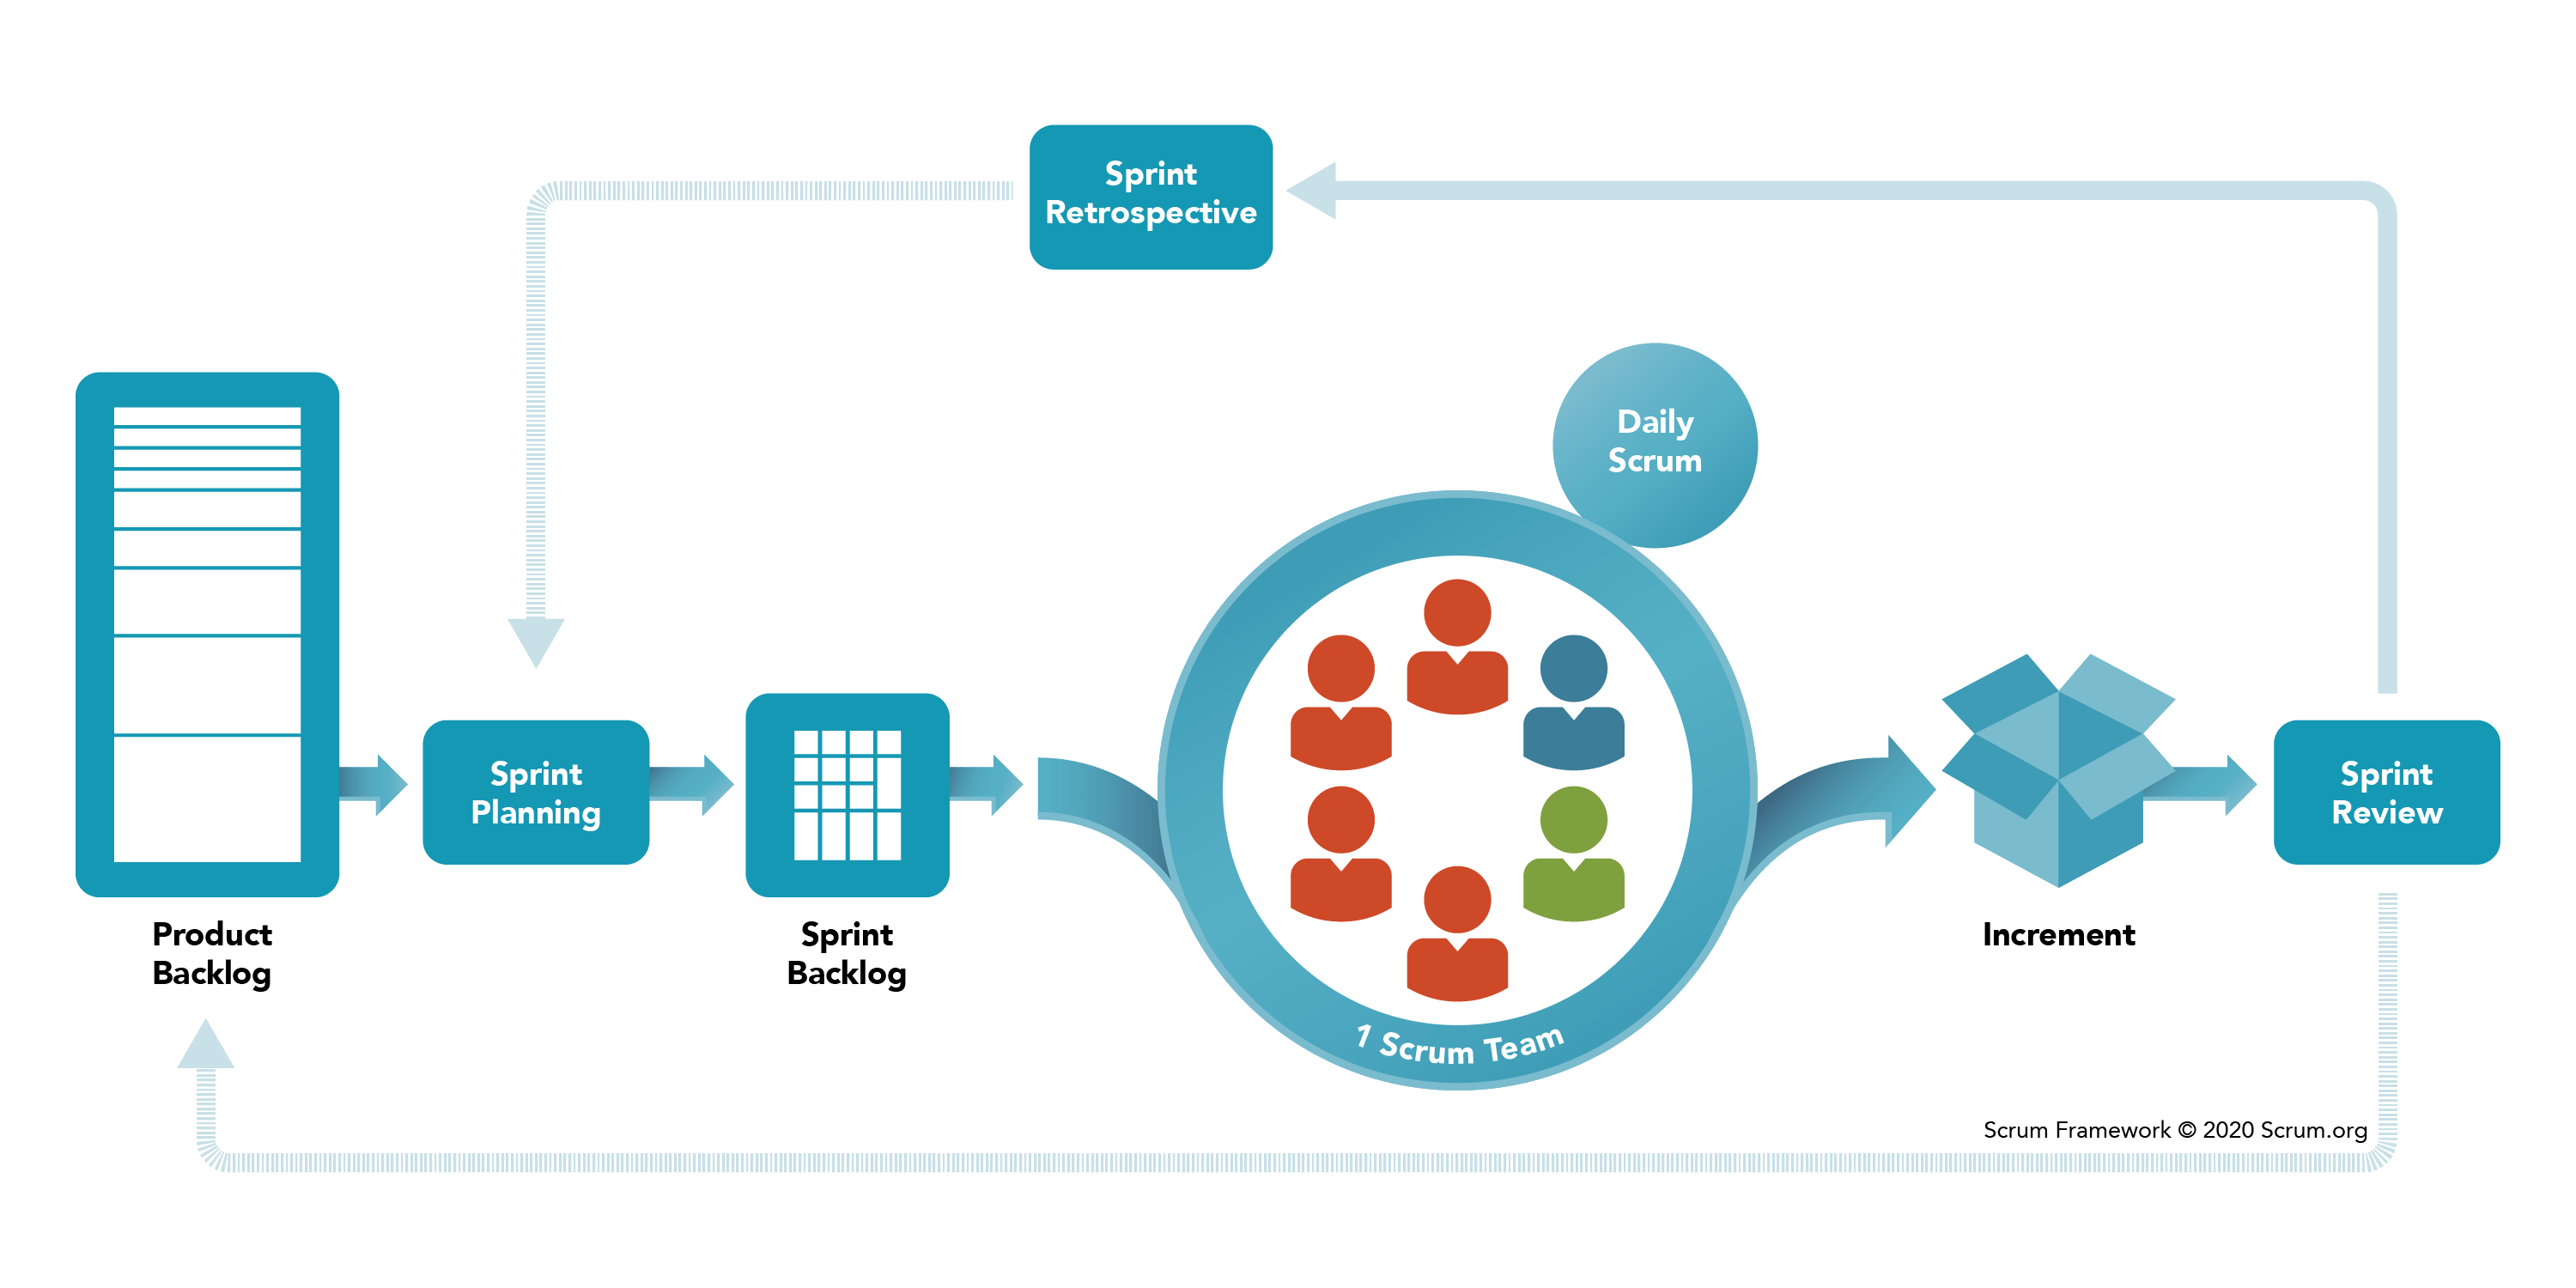 Sprint
Retrospective
Daily
Scrum
Sprint
Planning
Sprint
Review
Product
Backlog
Sprint
Backlog
Increment
1 Scrum Team
Scrum Framework © 2020 Scrum.org